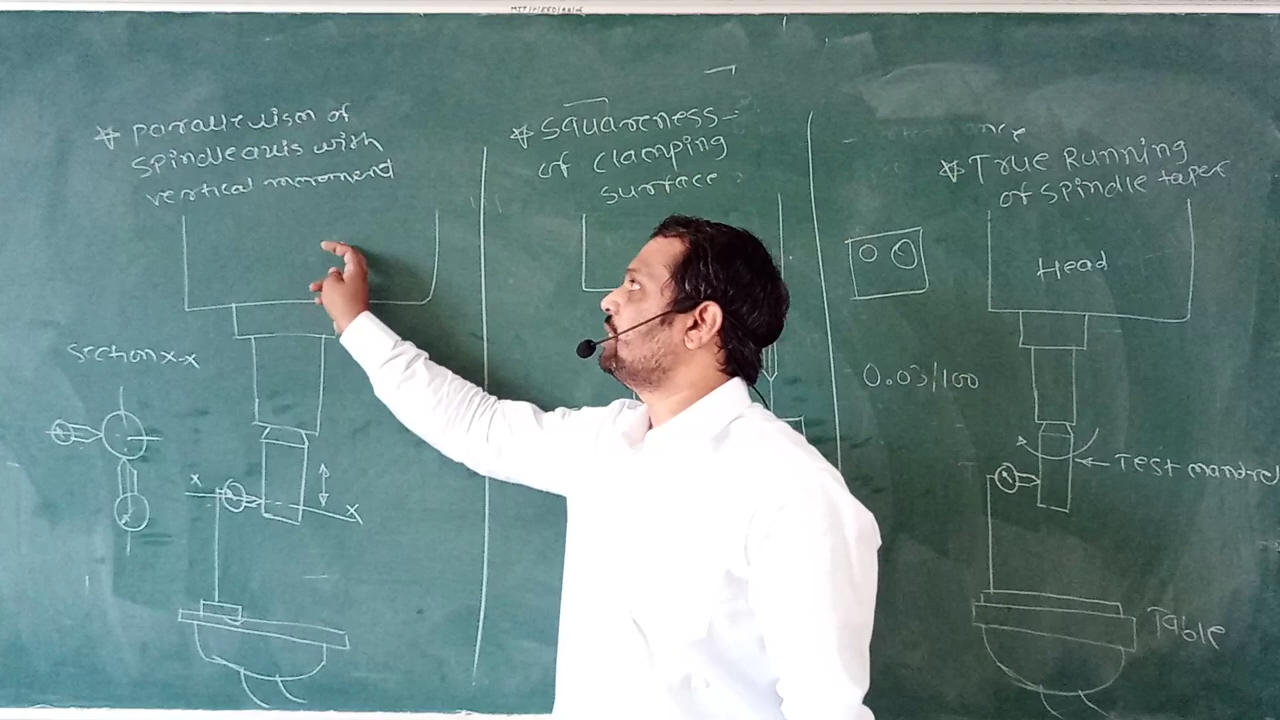 * Parallelism of
spindle axis with
vertical movement
section x-x
x
x
* Squareness-
of clamping
surface
0.03/100
* True Running
of spindle taper
Head
Test mandrel
Table